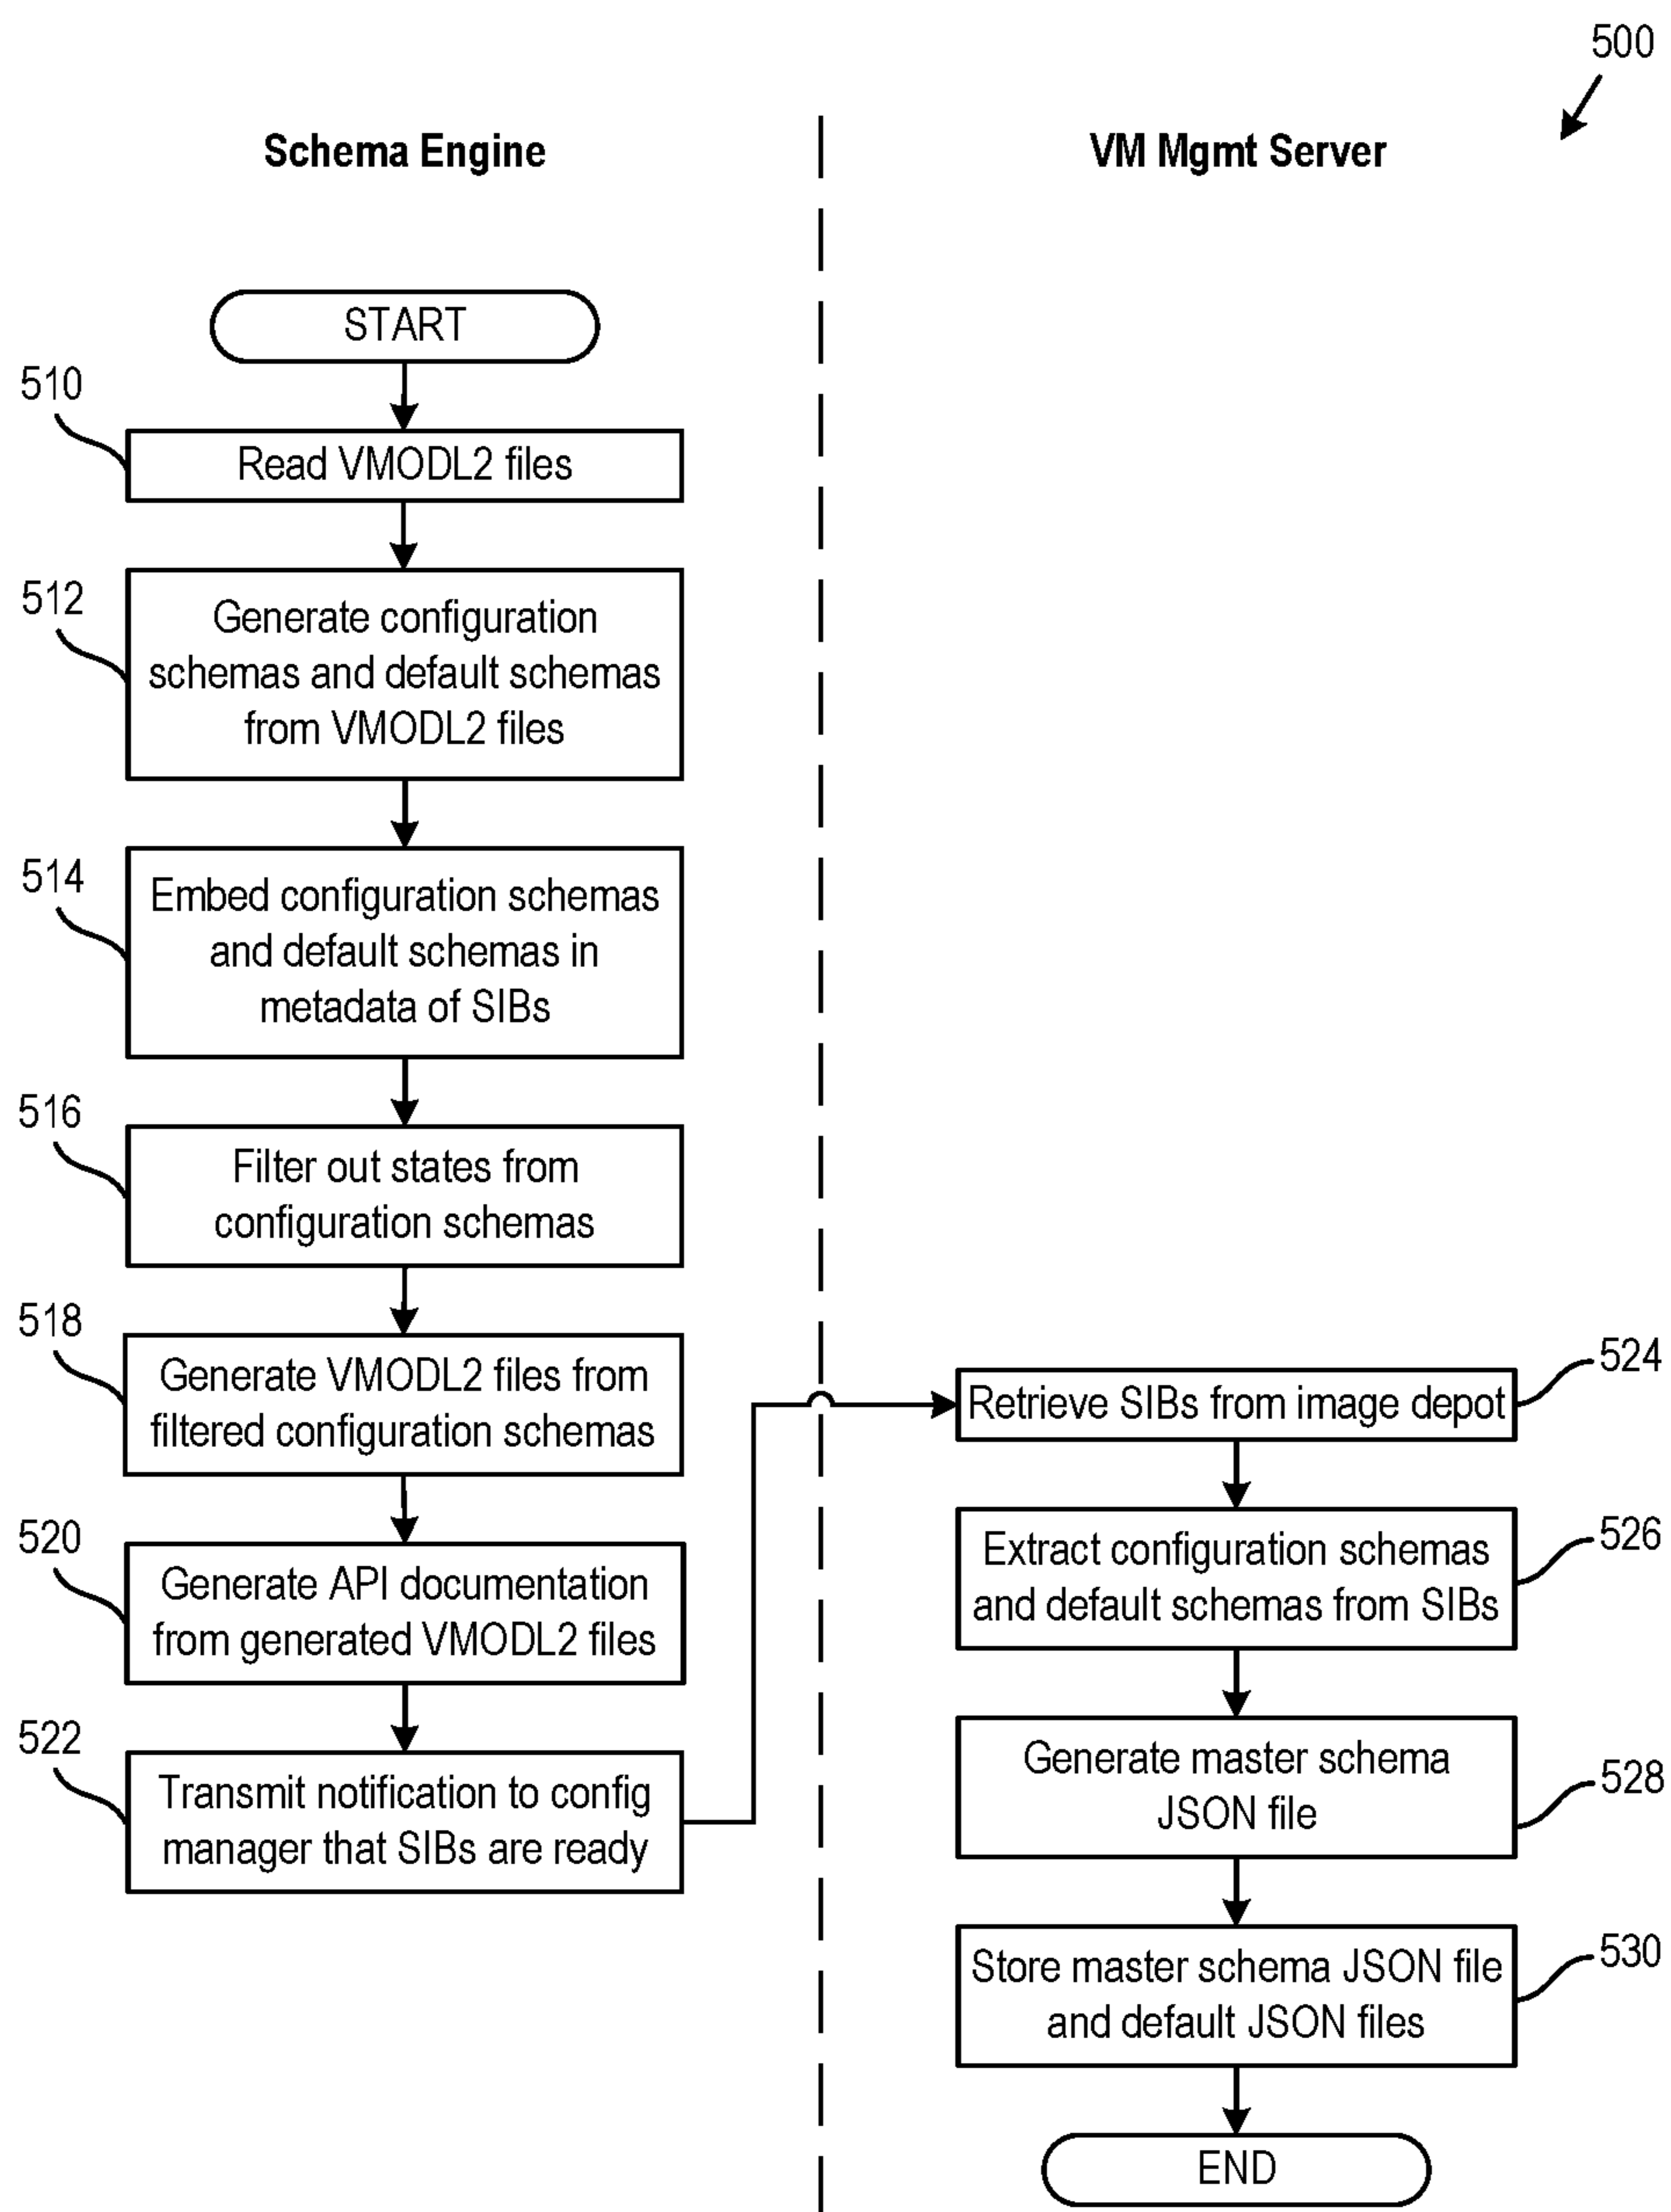 500
Schema Engine
VM Mgmt Server
START
510
Read VMODL2 files
512
Generate configuration
schemas and default schemas
from VMODL2 files
514
Embed configuration schemas
and default schemas in
metadata of SIBs
516
Filter out states from
configuration schemas
518
Generate VMODL2 files from
filtered configuration schemas
520
Generate API documentation
from generated VMODL2 files
522
Transmit notification to config
manager that SIBs are ready
524
Retrieve SIBs from image depot
526
Extract configuration schemas
and default schemas from SIBs
528
Generate master schema
JSON file
530
Store master schema JSON file
and default JSON files
END